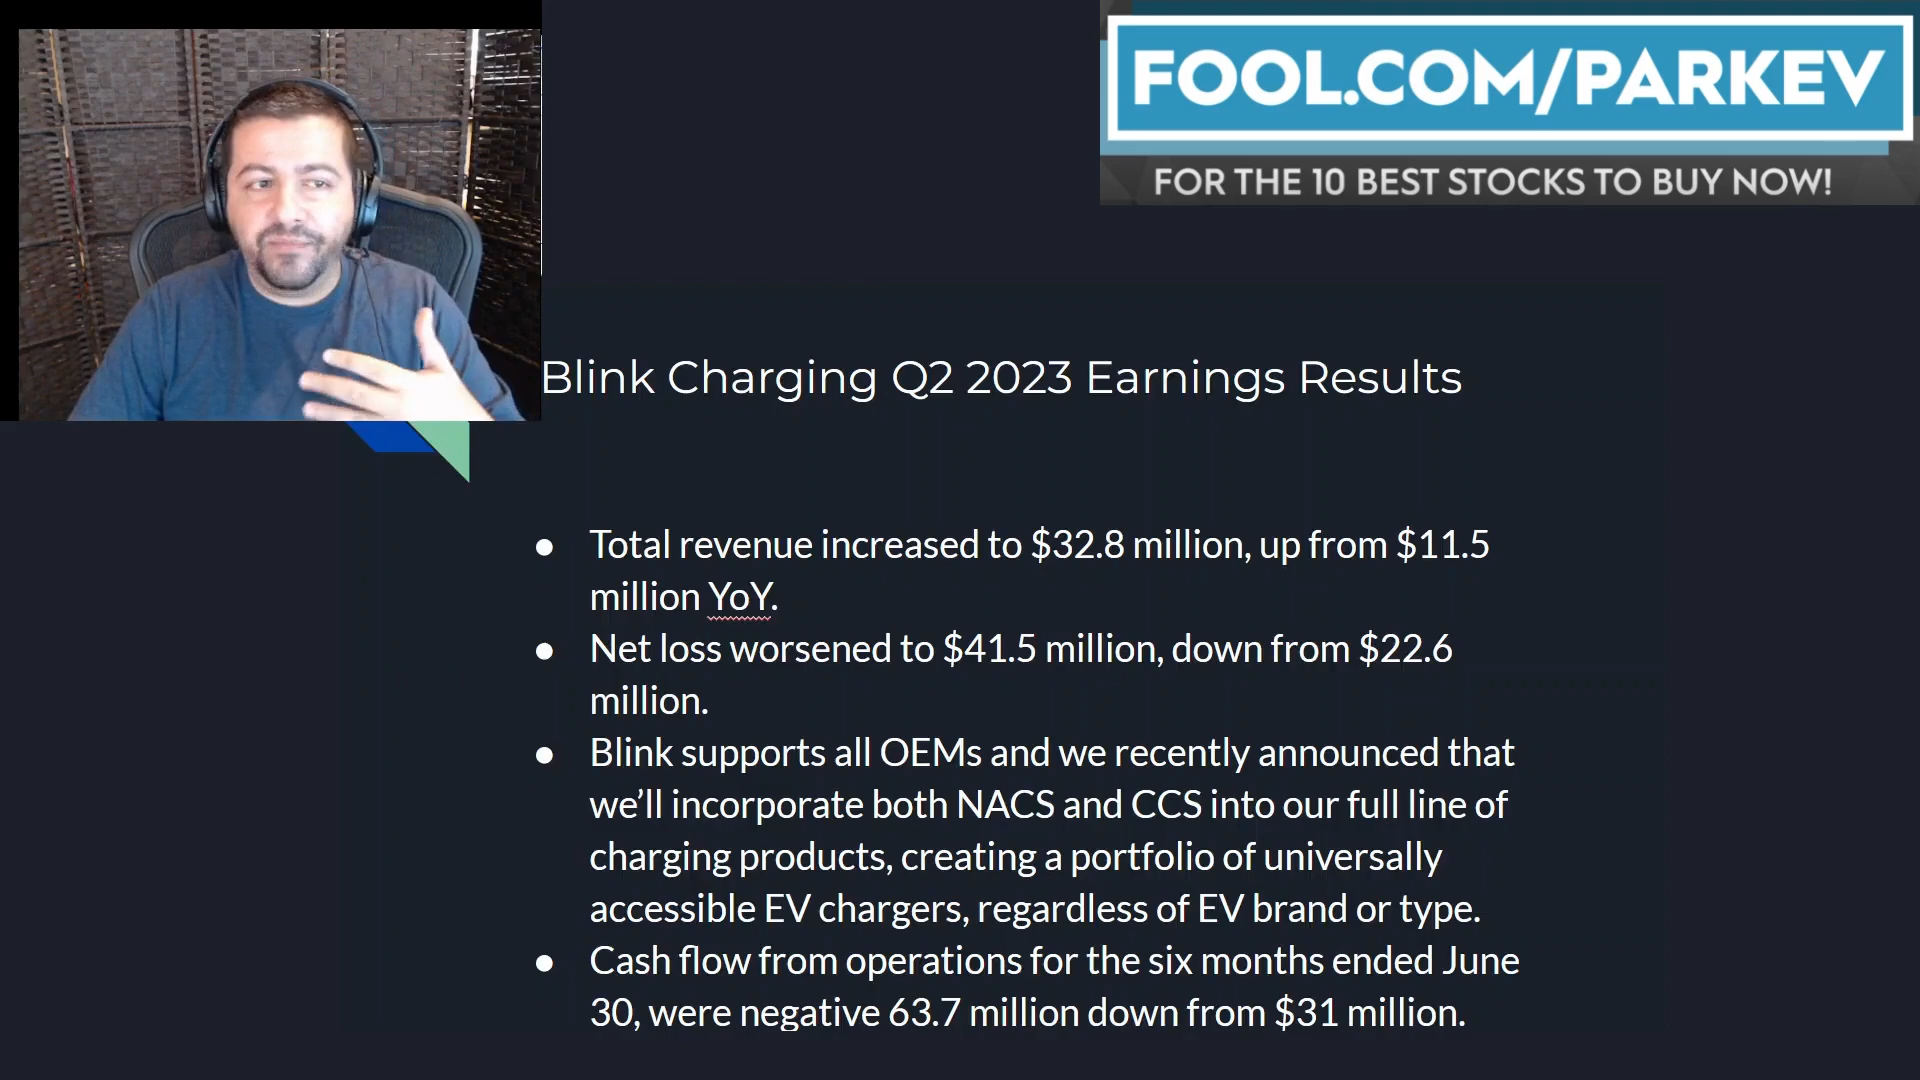 FOOL.COM/PARKEV
FOR THE 10 BEST STOCKS TO BUY NOW!
Blink Charging Q2 2023 Earnings Results
● Total revenue increased to $32.8 million, up from $11.5
million YoY.
● Net loss worsened to $41.5 million, down from $22.6
million.
● Blink supports all OEMs and we recently announced that
we’ll incorporate both NACS and CCS into our full line of
charging products, creating a portfolio of universally
accessible EV chargers, regardless of EV brand or type.
● Cash flow from operations for the six months ended June
30, were negative 63.7 million down from $31 million.